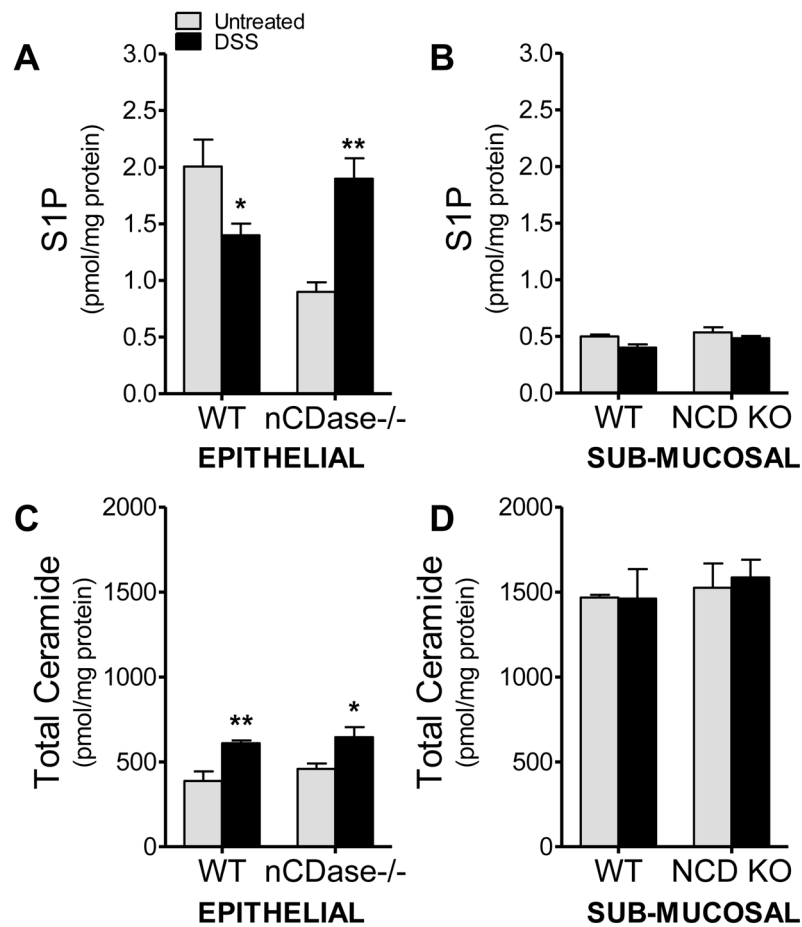 Untreated
DSS
A
3.0
2.5
2.0
1.5
1.0
0.5
0.0
S1P
(pmol/mg protein)
*
**
WT nCDase-/-
EPITHELIAL
B
3.0
2.5
2.0
1.5
1.0
0.5
0.0
S1P
(pmol/mg protein)
WT NCD KO
SUB-MUCOSAL
C
2000
1500
1000
500
0
Total Ceramide
(pmol/mg protein)
**
*
WT nCDase-/-
EPITHELIAL
D
2000
1500
1000
500
0
Total Ceramide
(pmol/mg protein)
WT NCD KO
SUB-MUCOSAL